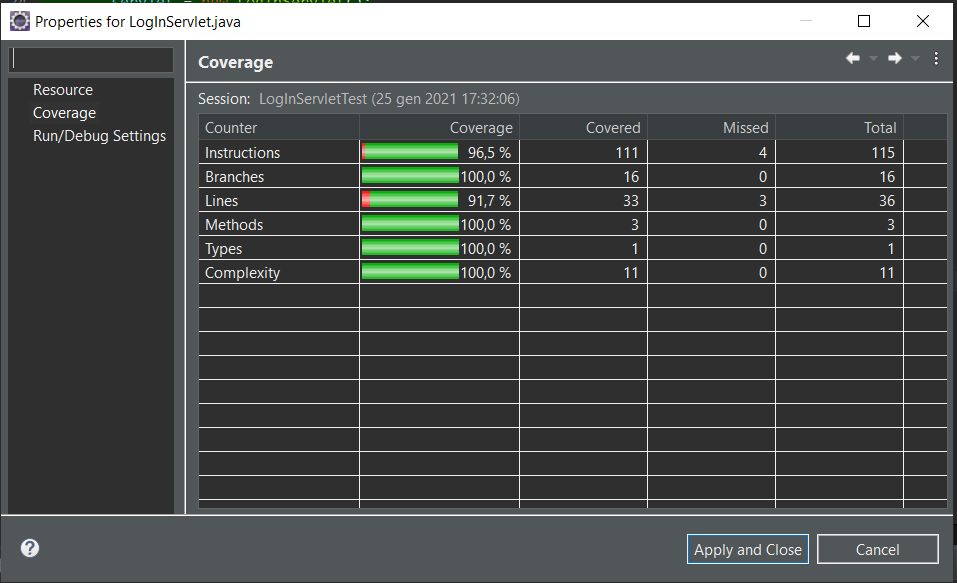 Properties for LogInServlet.java
Resource
Coverage
Run/Debug Settings
Coverage
Session: LogInServletTest (25 gen 2021 17:32:06)
Counter Coverage Covered Missed Total
Instructions 96,5 % 111 4 115
Branches 100,0 % 16 0 16
Lines 91,7 % 33 3 36
Methods 100,0 % 3 0 3
Types 100,0 % 1 0 1
Complexity 100,0 % 11 0 11
? Apply and Close Cancel